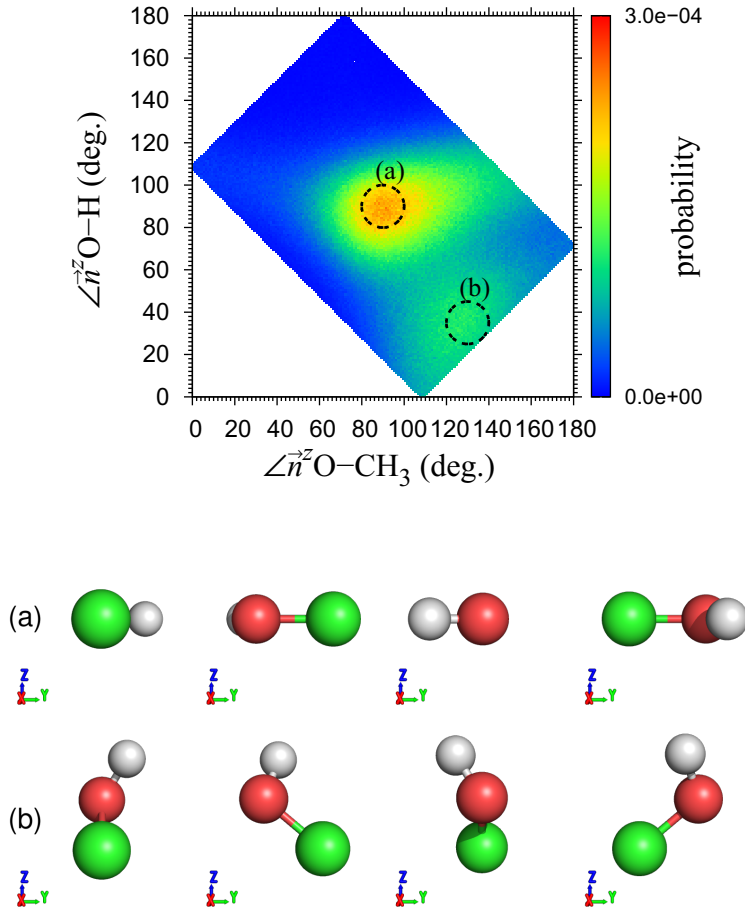 180
160
140
120
100
80
60
40
20
0
0 20 40 60 80 100 120 140 160 180
∠n⃗ᶻO−H (deg.)
∠n⃗ᶻO−CH₃ (deg.)
(a)
(b)
3.0e−04
0.0e+00
probability
(a)
Z X Y
Z X Y
Z X Y
Z X Y
(b)
Z X Y
Z X Y
Z X Y
Z X Y